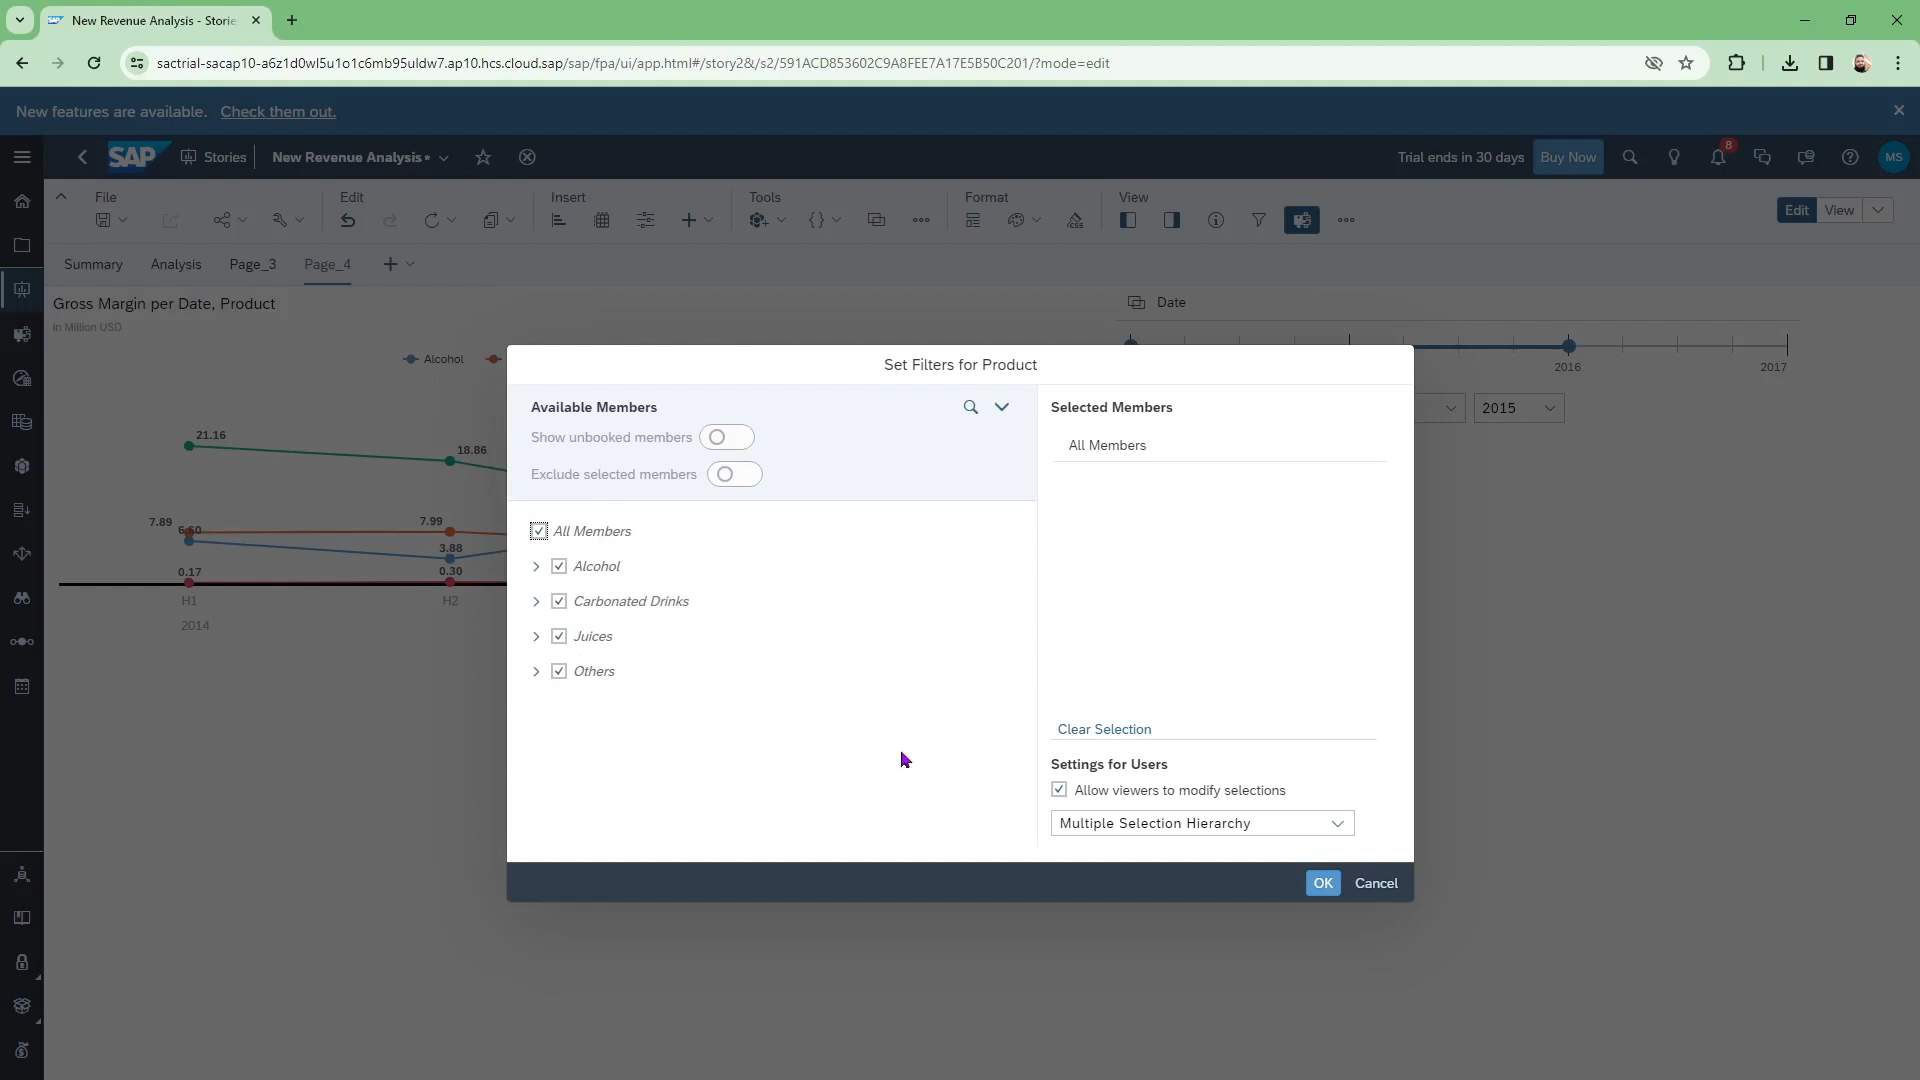 New Revenue Analysis - Storie
sactrial-sacap10-a6z1d0wl5u1o1c6mb95uldw7.ap10.hcs.cloud.sap/sap/fpa/ui/app.html#/story2&/s2/591ACD853602C9A8FEE7A17E5B50C201/?mode=edit
New features are available. Check them out.
SAP Stories New Revenue Analysis* Trial ends in 30 days Buy Now 8 MS
File Edit Insert Tools Format View
CSS
Edit View
Summary Analysis Page_3 Page_4
Gross Margin per Date, Product
in Million USD
Date
Alcohol
2016 2017
2015
21.16
18.86
7.89
6.60
7.99
3.88
0.17 0.30
H1 H2
2014
Set Filters for Product
Available Members
Show unbooked members
Exclude selected members
All Members
Alcohol
Carbonated Drinks
Juices
Others
Selected Members
All Members
Clear Selection
Settings for Users
Allow viewers to modify selections
Multiple Selection Hierarchy
OK Cancel